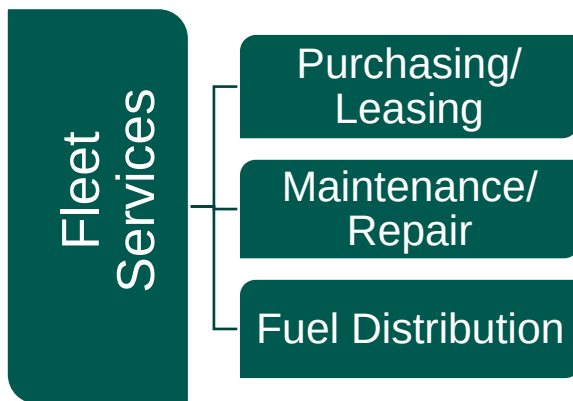 Fleet
Services
Purchasing/
Leasing
Maintenance/
Repair
Fuel Distribution